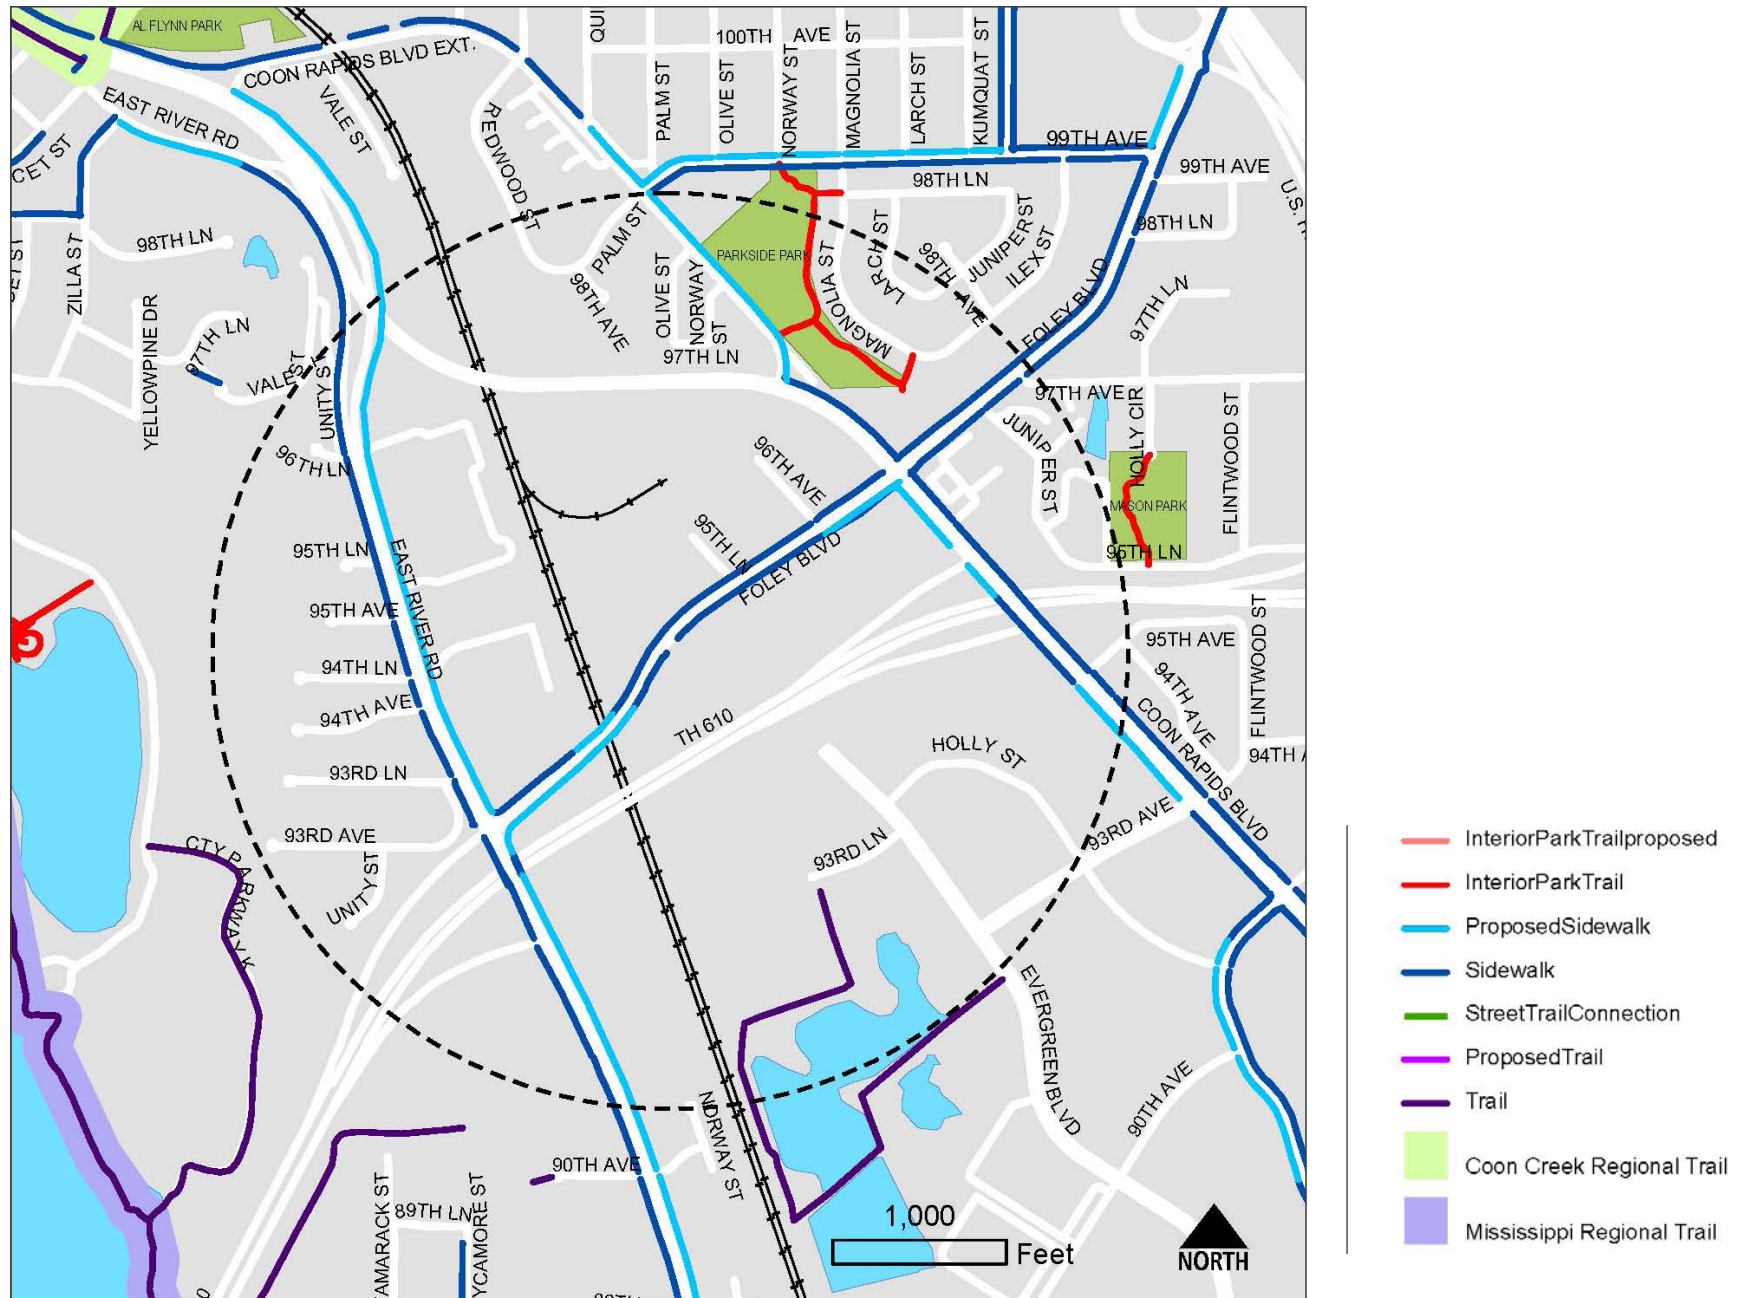 AL FLYNN PARK
COON RAPIDS BLVD EXT.
QUI
100TH AVE
PALM ST
OLIVE ST
NORWAY ST
MAGNOLIA ST
LARCH ST
KUMQUAT ST
EAST RIVER RD
VALE ST
REDWOOD ST
99TH AVE
99TH AVE
CET ST
98TH LN
U.S. H
98TH LN
ZILLA ST
98TH LN
PALM ST
98TH AVE
OLIVE ST
NORWAY ST
PARKSIDE PARK
MAGNOLIA ST
LARCH ST
98TH AVE
JUNIPER ST
ILEX ST
FOLEY BLVD
97TH LN
YELLOWPINE DR
97TH LN
VALE ST
UNITY ST
97TH LN
MAGNOLIA
97TH AVE
HOLLY CIR
FLINTWOOD ST
JUNIPER ST
96TH LN
96TH AVE
MASON PARK
95TH LN
95TH LN
95TH LN
FOLEY BLVD
EAST RIVER RD
95TH AVE
95TH AVE
FLINTWOOD ST
94TH LN
94TH AVE
94TH AVE
94TH A
COON RAPIDS BLVD
TH 610
HOLLY ST
93RD LN
93RD AVE
93RD AVE
93RD LN
UNITY ST
CTY PARKWAY K
EVERGREEN BLVD
90TH AVE
NORWAY ST
90TH AVE
89TH LN
AMARACK ST
YCAMORE ST
1,000
Feet
NORTH
InteriorParkTrailproposed
InteriorParkTrail
ProposedSidewalk
Sidewalk
StreetTrailConnection
ProposedTrail
Trail
Coon Creek Regional Trail
Mississippi Regional Trail